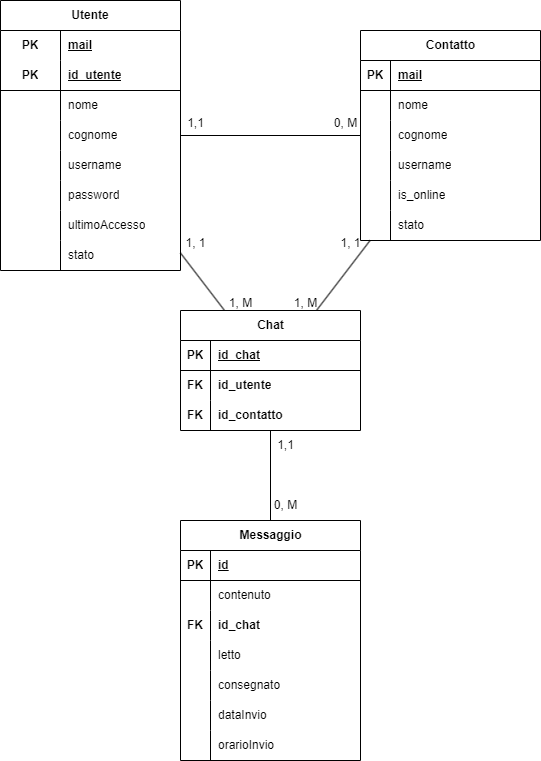 Utente
PK mail
PK id_utente
nome
cognome
username
password
ultimoAccesso
stato
Contatto
PK mail
nome
cognome
username
is_online
stato
1,1
0, M
1, 1
1, 1
1, M
1, M
Chat
PK id_chat
FK id_utente
FK id_contatto
1,1
0, M
Messaggio
PK id
contenuto
FK id_chat
letto
consegnato
dataInvio
orarioInvio